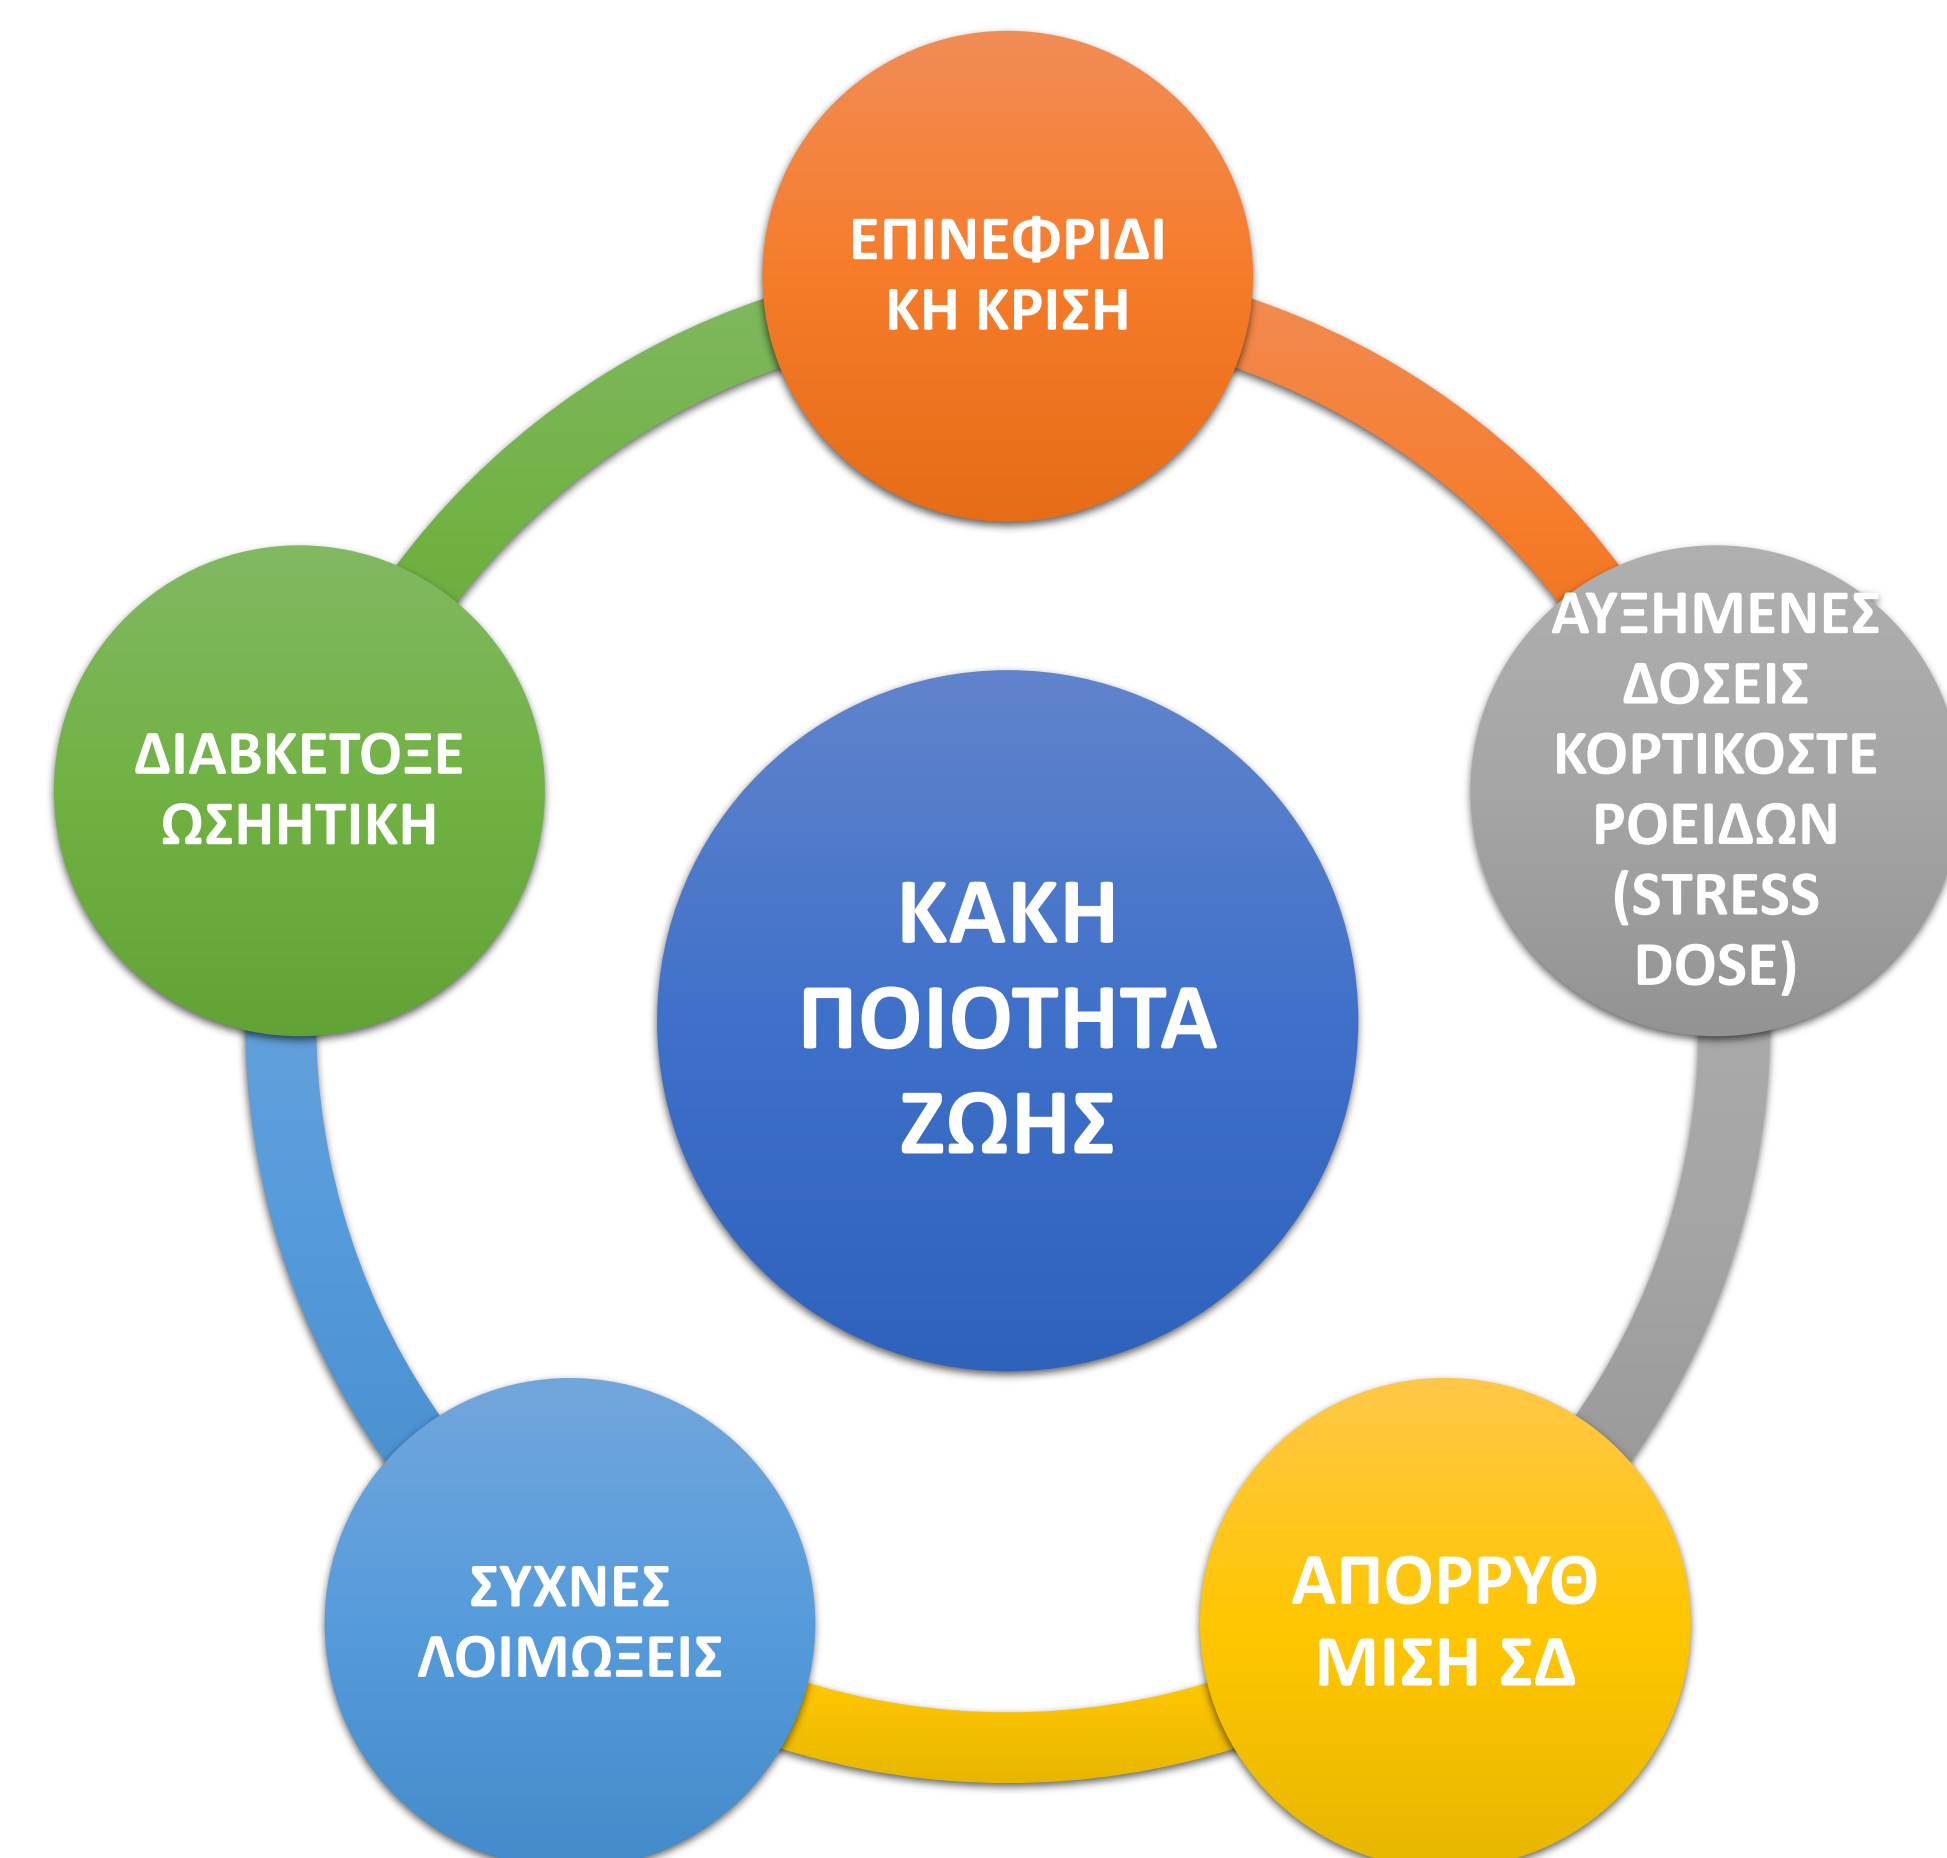 ΕΠΙΝΕΦΡΙΔΙ
ΚΗ ΚΡΙΣΗ
ΑΥΞΗΜΕΝΕΣ
ΔΟΣΕΙΣ
ΚΟΡΤΙΚΟΣΤΕ
ΡΟΕΙΔΩΝ
(STRESS
DOSE)
ΑΠΟΡΡΥΘ
ΜΙΣΗ ΣΔ
ΣΥΧΝΕΣ
ΛΟΙΜΩΞΕΙΣ
ΔΙΑΒΚΕΤΟΞΕ
ΩΣΗΗΤΙΚΗ
ΚΑΚΗ
ΠΟΙΟΤΗΤΑ
ΖΩΗΣ